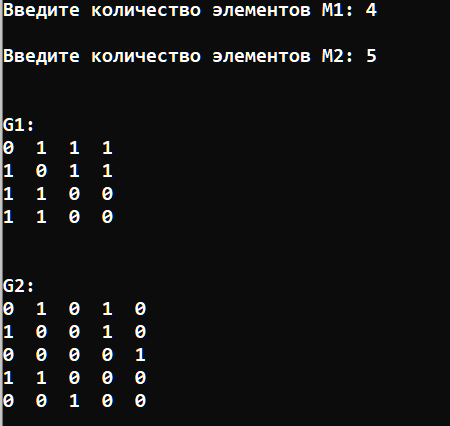 Введите количество элементов M1: 4
Введите количество элементов M2: 5
G1:
0 1 1 1
1 0 1 1
1 1 0 0
1 1 0 0
G2:
0 1 0 1 0
1 0 0 1 0
0 0 0 0 1
1 1 0 0 0
0 0 1 0 0